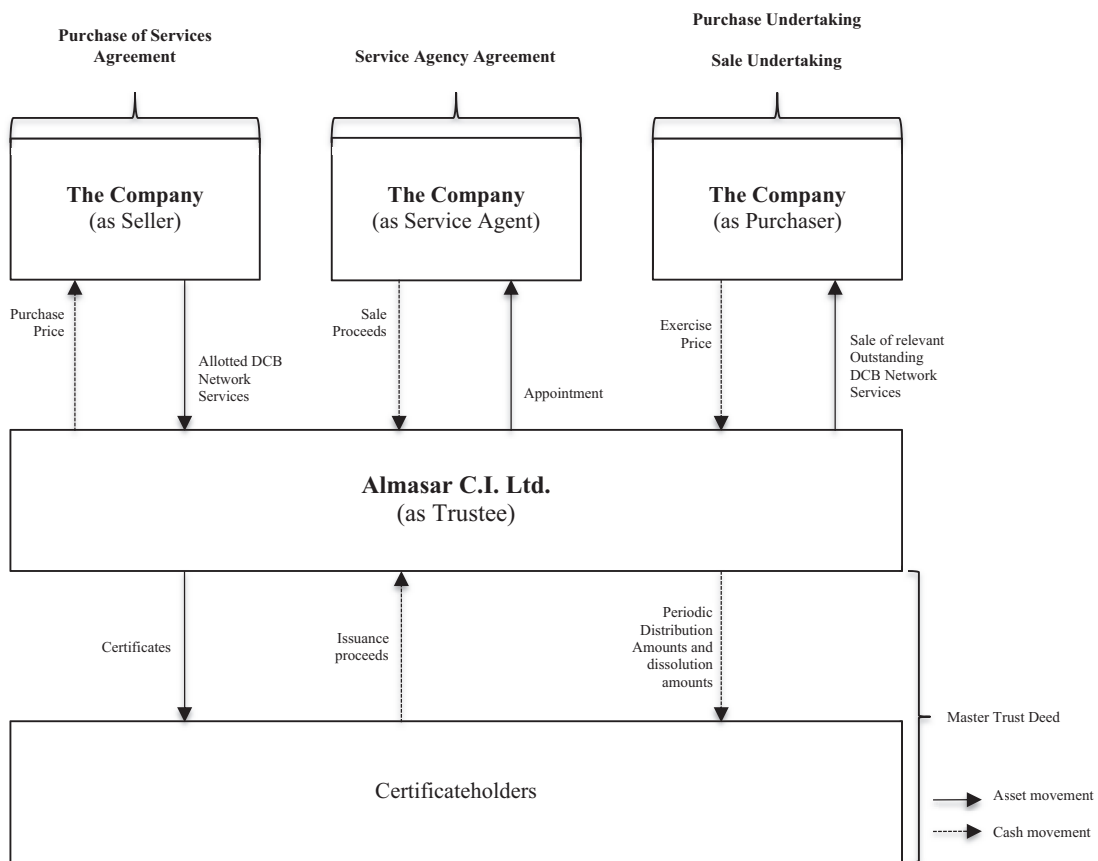 Purchase of Services
Agreement
Service Agency Agreement
Purchase Undertaking
Sale Undertaking
The Company
(as Seller)
The Company
(as Service Agent)
The Company
(as Purchaser)
Purchase
Price
Allotted DCB
Network
Services
Sale
Proceeds
Appointment
Exercise
Price
Sale of relevant
Outstanding
DCB Network
Services
Almasar C.I. Ltd.
(as Trustee)
Certificates
Issuance
proceeds
Periodic
Distribution
Amounts and
dissolution
amounts
Master Trust Deed
Certificateholders
Asset movement
Cash movement